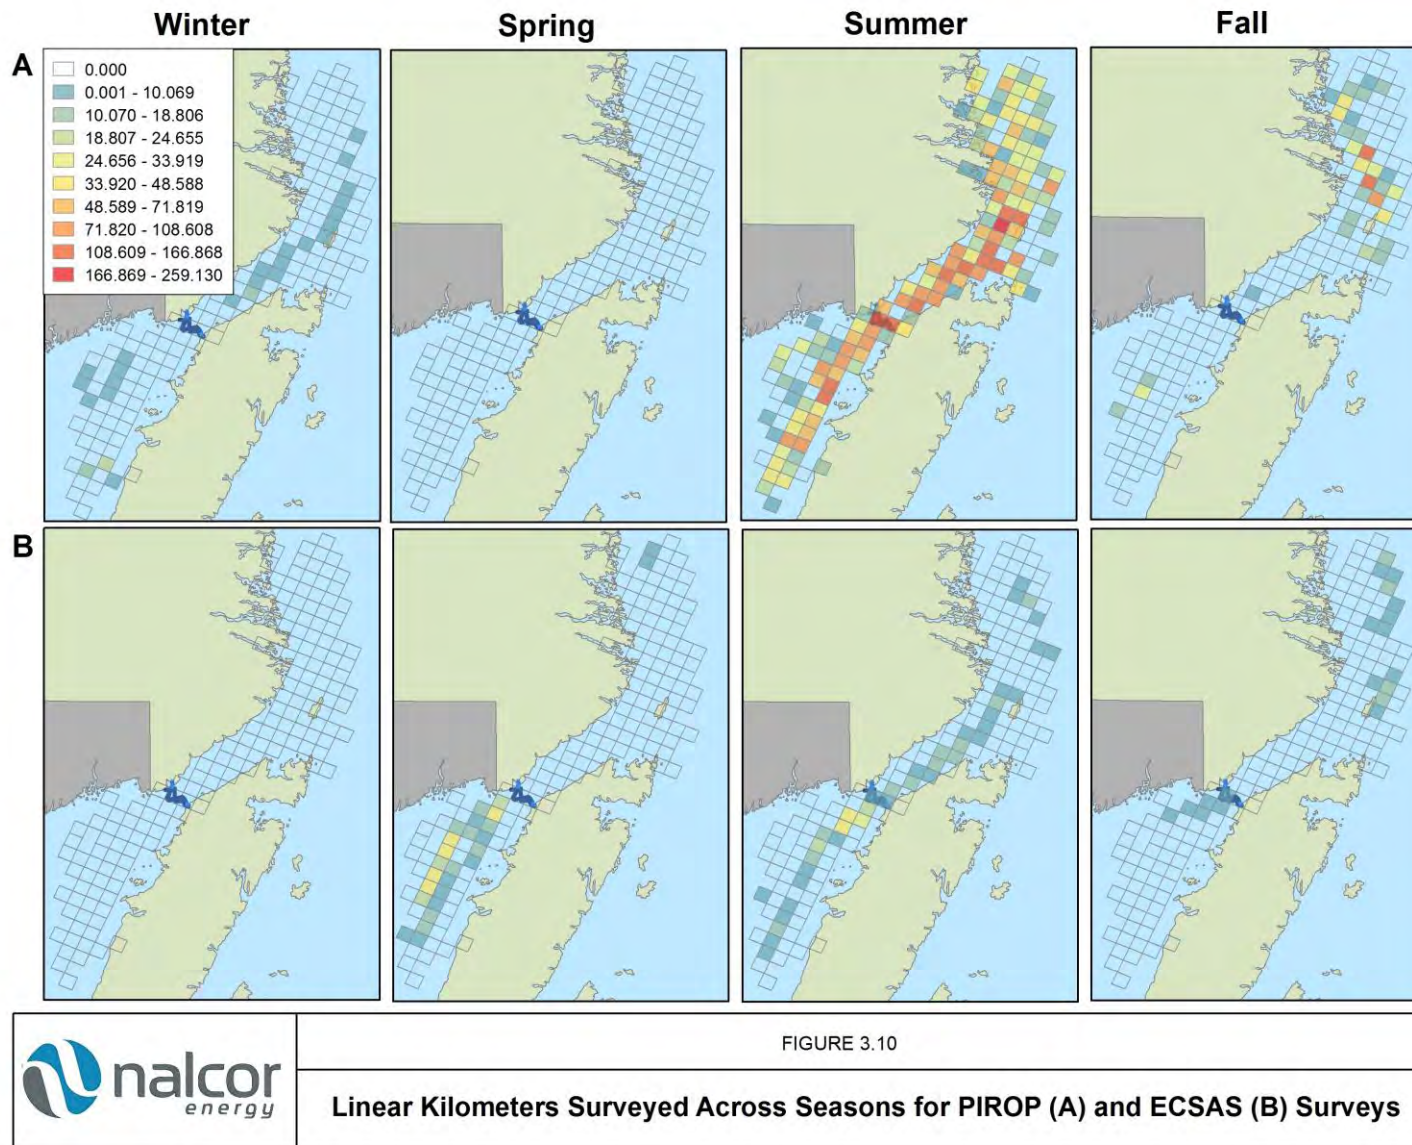 Winter Spring Summer Fall
A
0.000
0.001 - 10.069
10.070 - 18.806
18.807 - 24.655
24.656 - 33.919
33.920 - 48.588
48.589 - 71.819
71.820 - 108.608
108.609 - 166.868
166.869 - 259.130
B
nalcor
energy
FIGURE 3.10
Linear Kilometers Surveyed Across Seasons for PIROP (A) and ECSAS (B) Surveys